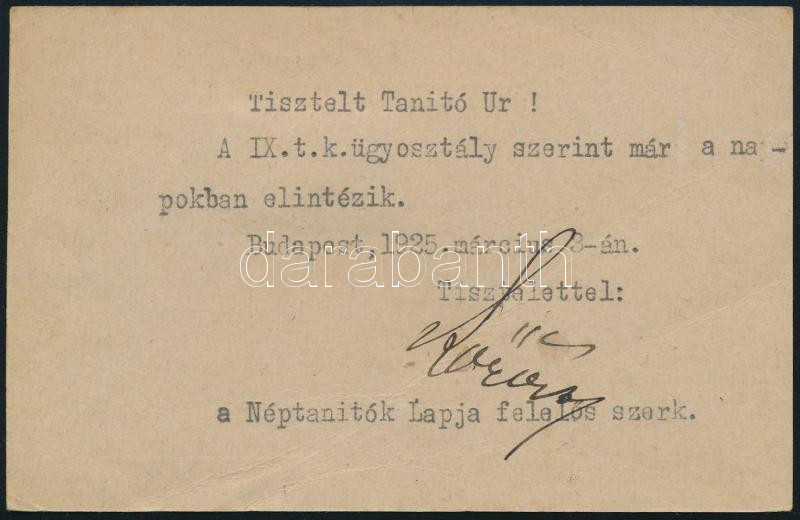 Tisztelt Tanitó Ur !
A IX.t.k.ügyosztály szerint már a na-
pokban elintézik.
Budapest,1925.március 3-án.
darabanth
Tisztelettel:
a Néptanitók Lapja felelős szerk.